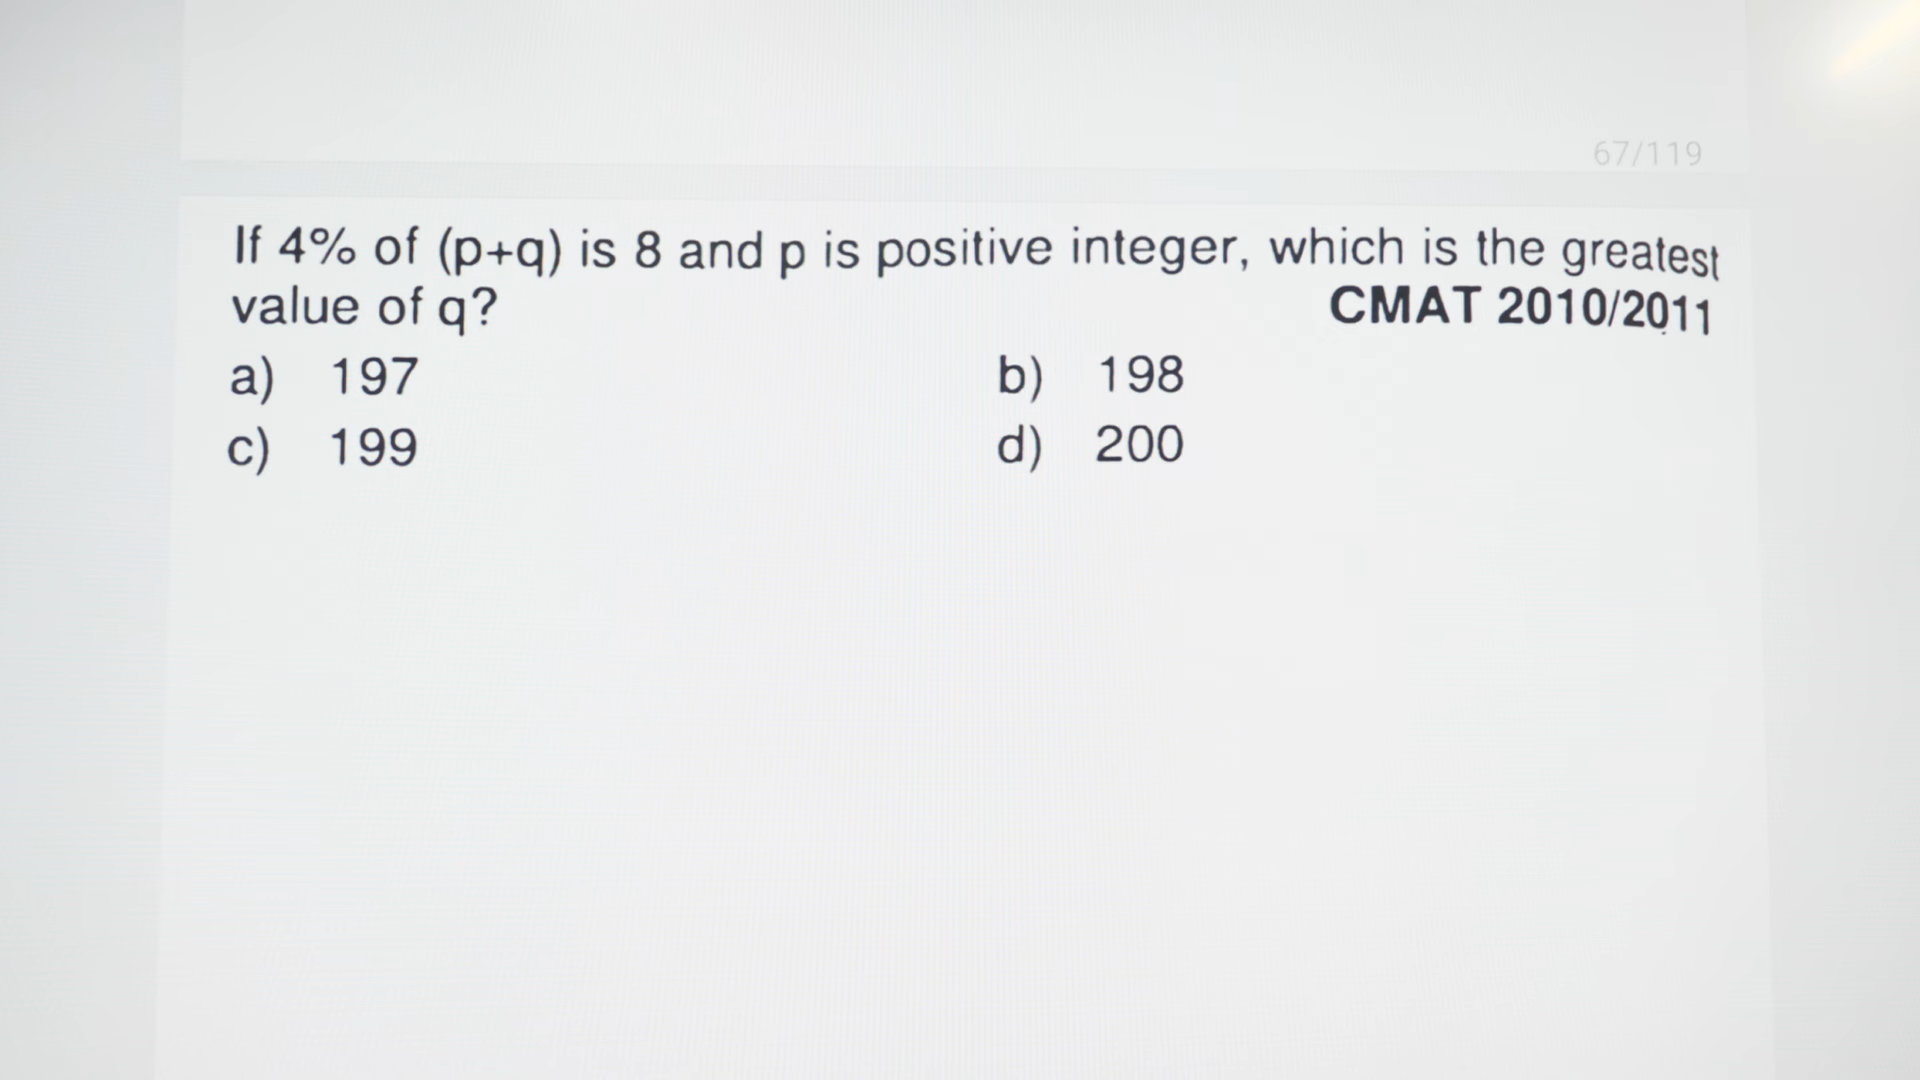 67/119
If 4% of (p+q) is 8 and p is positive integer, which is the greatest
value of q? CMAT 2010/2011
a) 197 b) 198
c) 199 d) 200